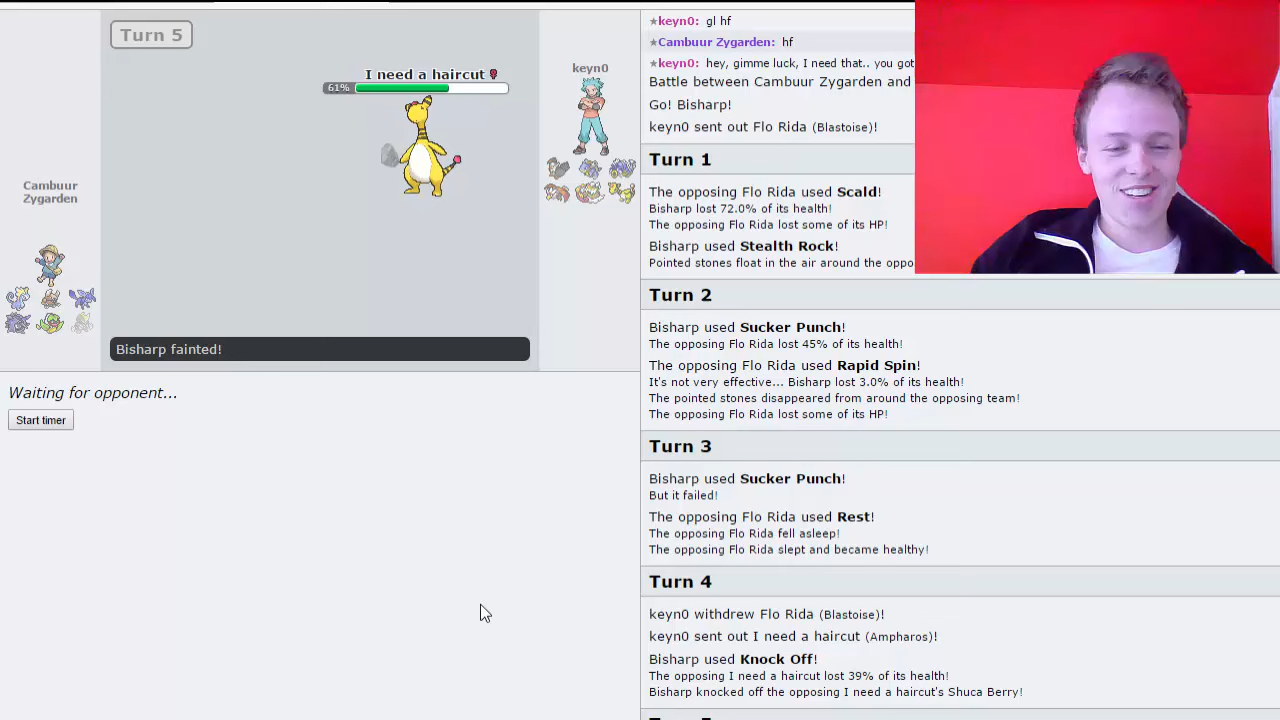 Turn 5
I need a haircut
61%
keyn0
Cambuur
Zygarden
Bisharp fainted!
Waiting for opponent...
Start timer
★keyn0: gl hf
★Cambuur Zygarden: hf
★keyn0: hey, gimme luck, I need that.. you got
Battle between Cambuur Zygarden and
Go! Bisharp!
keyn0 sent out Flo Rida (Blastoise)!
Turn 1
The opposing Flo Rida used Scald!
Bisharp lost 72.0% of its health!
The opposing Flo Rida lost some of its HP!
Bisharp used Stealth Rock!
Pointed stones float in the air around the oppo
Turn 2
Bisharp used Sucker Punch!
The opposing Flo Rida lost 45% of its health!
The opposing Flo Rida used Rapid Spin!
It's not very effective... Bisharp lost 3.0% of its health!
The pointed stones disappeared from around the opposing team!
The opposing Flo Rida lost some of its HP!
Turn 3
Bisharp used Sucker Punch!
But it failed!
The opposing Flo Rida used Rest!
The opposing Flo Rida fell asleep!
The opposing Flo Rida slept and became healthy!
Turn 4
keyn0 withdrew Flo Rida (Blastoise)!
keyn0 sent out I need a haircut (Ampharos)!
Bisharp used Knock Off!
The opposing I need a haircut lost 39% of its health!
Bisharp knocked off the opposing I need a haircut's Shuca Berry!